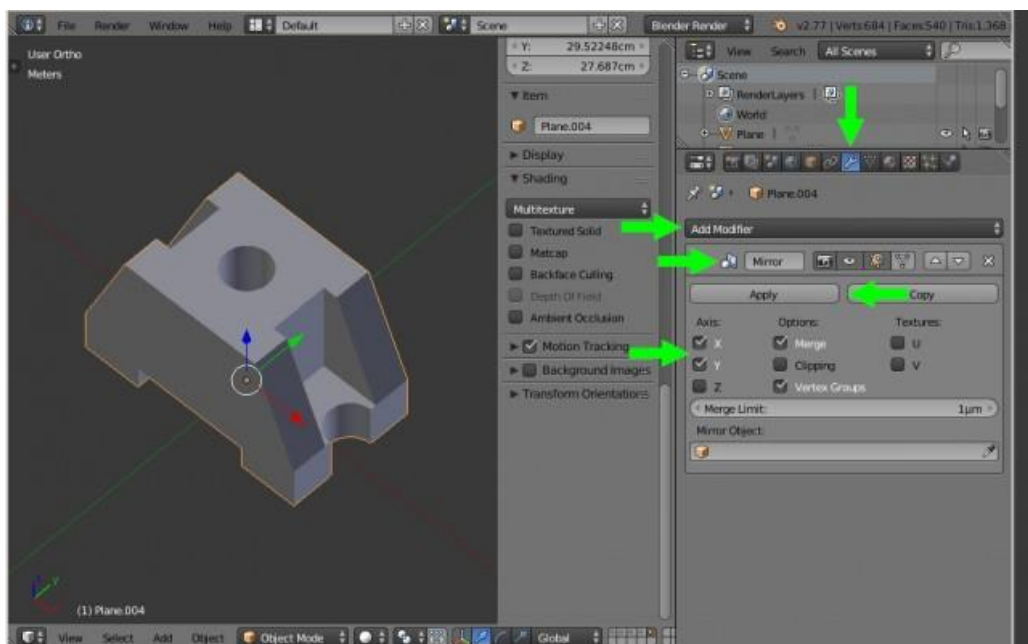 File Render Window Help Default Scene Blender Render v2.77 | Verts:684 | Faces:540 | Tris:1,368
User Ortho
Meters
Y: 29.52248cm
Z: 27.687cm
Item
Plane.004
Display
Shading
Multitexture
Textured Solid
Matcap
Backface Culling
Depth Of Field
Ambient Occlusion
Motion Tracking
Background Images
Transform Orientations
View Search All Scenes
Scene
RenderLayers
World
Plane
Plane.004
Add Modifier
Mirror
Apply Copy
Axis: Options: Textures:
X Merge U
Y Clipping V
Z Vertex Groups
Merge Limit: 1μm
Mirror Object:
(1) Plane.004
View Select Add Object Object Mode Global